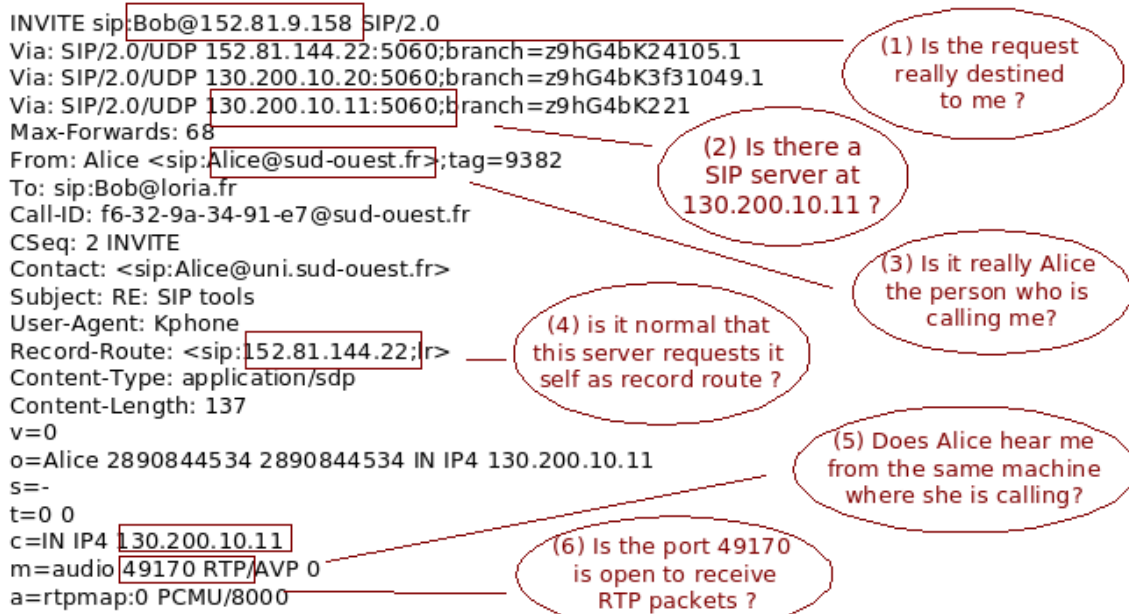 INVITE sip:Bob@152.81.9.158 SIP/2.0
Via: SIP/2.0/UDP 152.81.144.22:5060;branch=z9hG4bK24105.1
Via: SIP/2.0/UDP 130.200.10.20:5060;branch=z9hG4bK3f31049.1
Via: SIP/2.0/UDP 130.200.10.11:5060;branch=z9hG4bK221
Max-Forwards: 68
From: Alice <sip:Alice@sud-ouest.fr>;tag=9382
To: sip:Bob@loria.fr
Call-ID: f6-32-9a-34-91-e7@sud-ouest.fr
CSeq: 2 INVITE
Contact: <sip:Alice@uni.sud-ouest.fr>
Subject: RE: SIP tools
User-Agent: Kphone
Record-Route: <sip:152.81.144.22;lr>
Content-Type: application/sdp
Content-Length: 137
v=0
o=Alice 2890844534 2890844534 IN IP4 130.200.10.11
s=-
t=0 0
c=IN IP4 130.200.10.11
m=audio 49170 RTP/AVP 0
a=rtpmap:0 PCMU/8000
(1) Is the request
really destined
to me ?
(2) Is there a
SIP server at
130.200.10.11 ?
(3) Is it really Alice
the person who is
calling me?
(4) is it normal that
this server requests it
self as record route ?
(5) Does Alice hear me
from the same machine
where she is calling?
(6) Is the port 49170
is open to receive
RTP packets ?